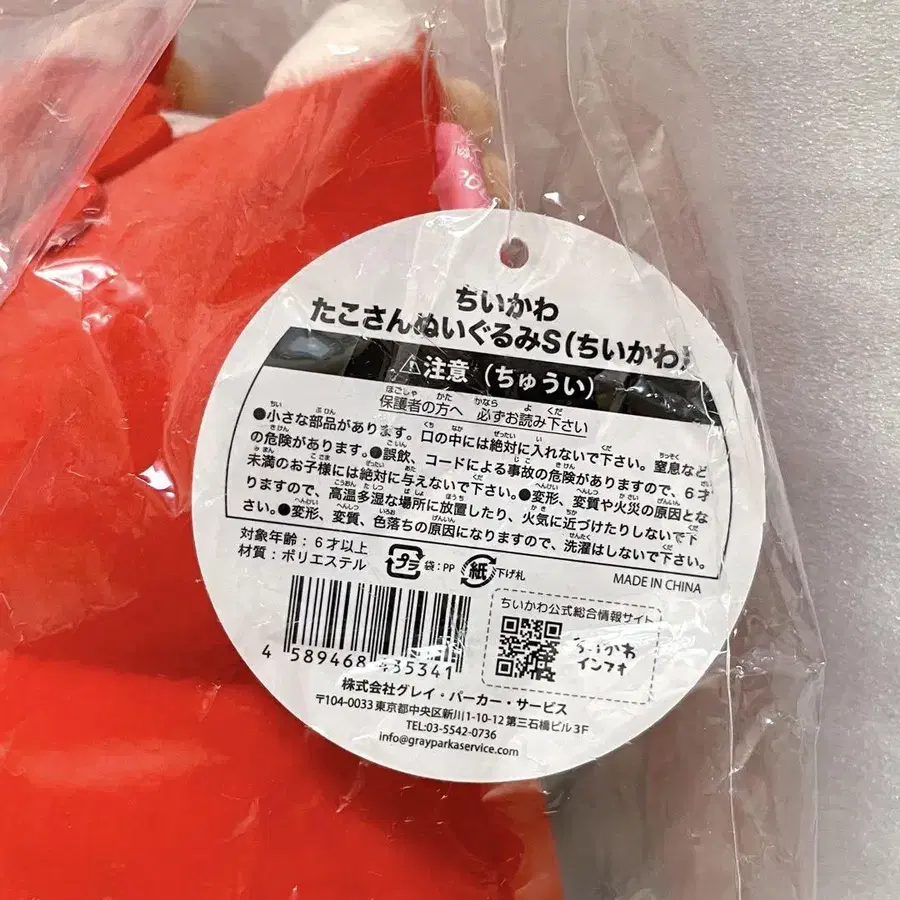 ちいかわ
たこさんぬいぐるみS(ちいかわ)
⚠注意 (ちゅうい)
保護者の方へ 必ずお読み下さい
●小さな部品があります。口の中には絶対に入れないで下さい。窒息など
の危険があります。●誤飲、コードによる事故の危険がありますので、6才
未満のお子様には絶対に与えないで下さい。●変形、変質や火災の原因とな
りますので、高温多湿な場所に放置したり、火気に近づけたりしないで下
さい。●変形、変質、色落ちの原因になりますので、洗濯はしないで下さい。
対象年齢:6才以上
材質:ポリエステル
プラ 袋:PP 紙 下げ札
MADE IN CHINA
4 589468 435341
ちいかわ公式総合情報サイト
ちいかわ
インフォ
株式会社グレイ・パーカー・サービス
〒104-0033 東京都中央区新川1-10-12 第三石橋ビル3F
TEL:03-5542-0736
info@grayparkaservice.com